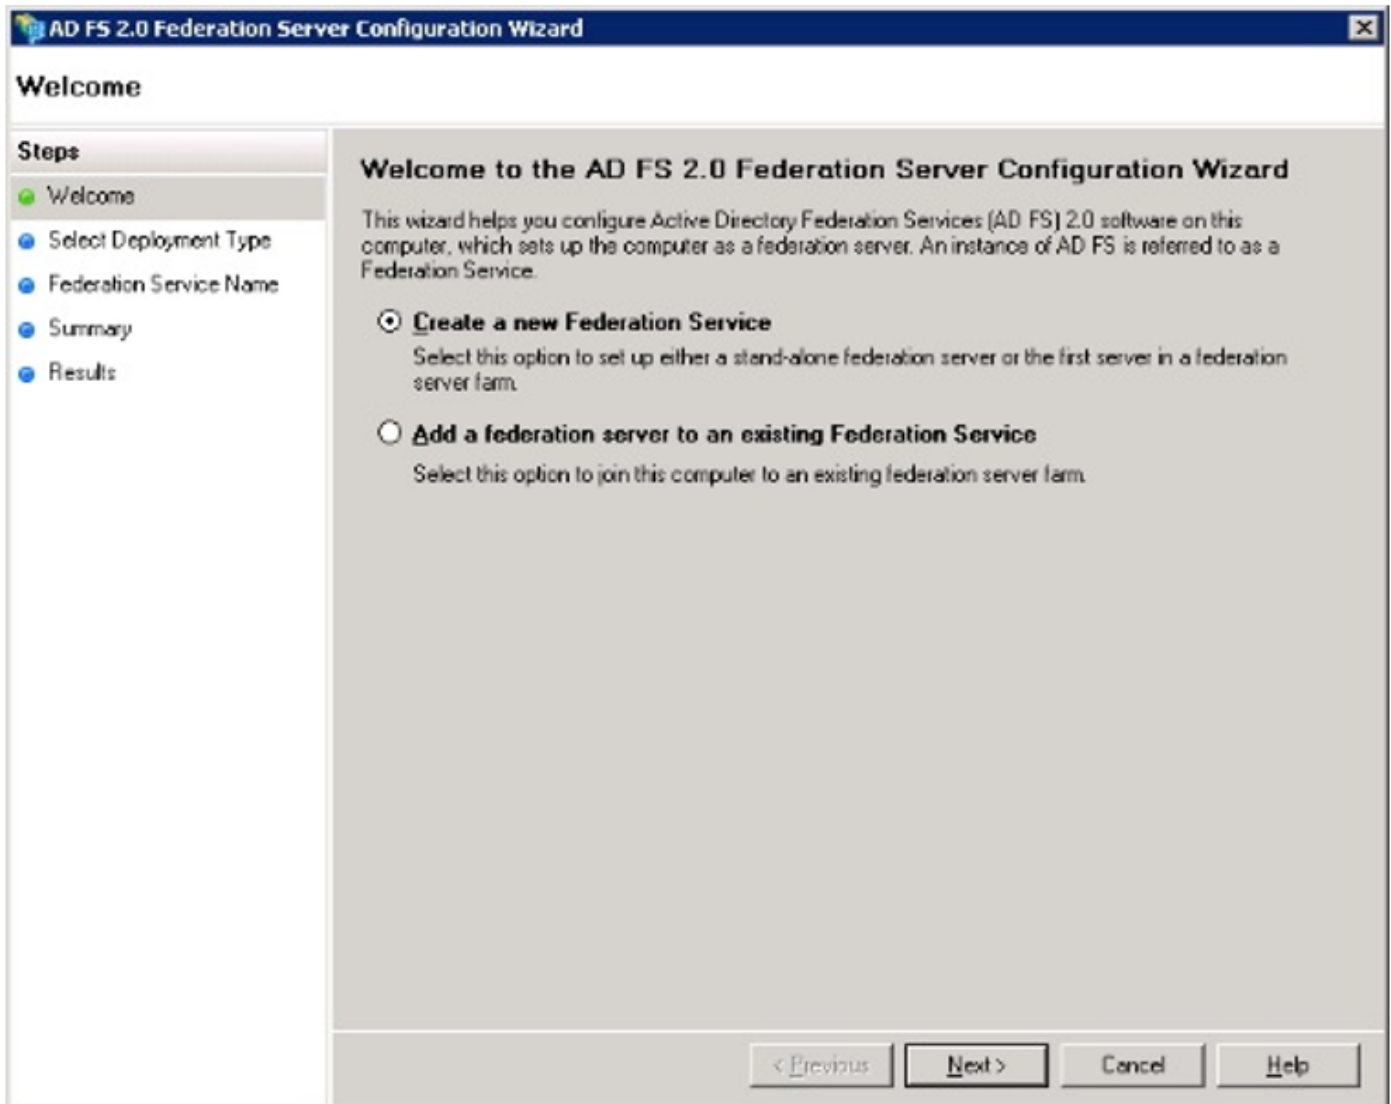 AD FS 2.0 Federation Server Configuration Wizard
Welcome
Steps
Welcome
Select Deployment Type
Federation Service Name
Summary
Results
Welcome to the AD FS 2.0 Federation Server Configuration Wizard
This wizard helps you configure Active Directory Federation Services (AD FS) 2.0 software on this
computer, which sets up the computer as a federation server. An instance of AD FS is referred to as a
Federation Service.
Create a new Federation Service
Select this option to set up either a stand-alone federation server or the first server in a federation
server farm.
Add a federation server to an existing Federation Service
Select this option to join this computer to an existing federation server farm.
< Previous
Next >
Cancel
Help